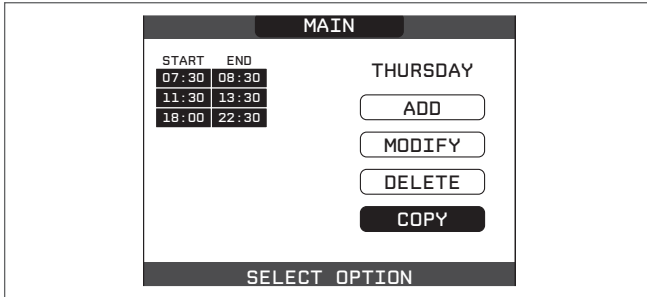 MAIN
START END
07:30 08:30
11:30 13:30
18:00 22:30
THURSDAY
ADD
MODIFY
DELETE
COPY
SELECT OPTION